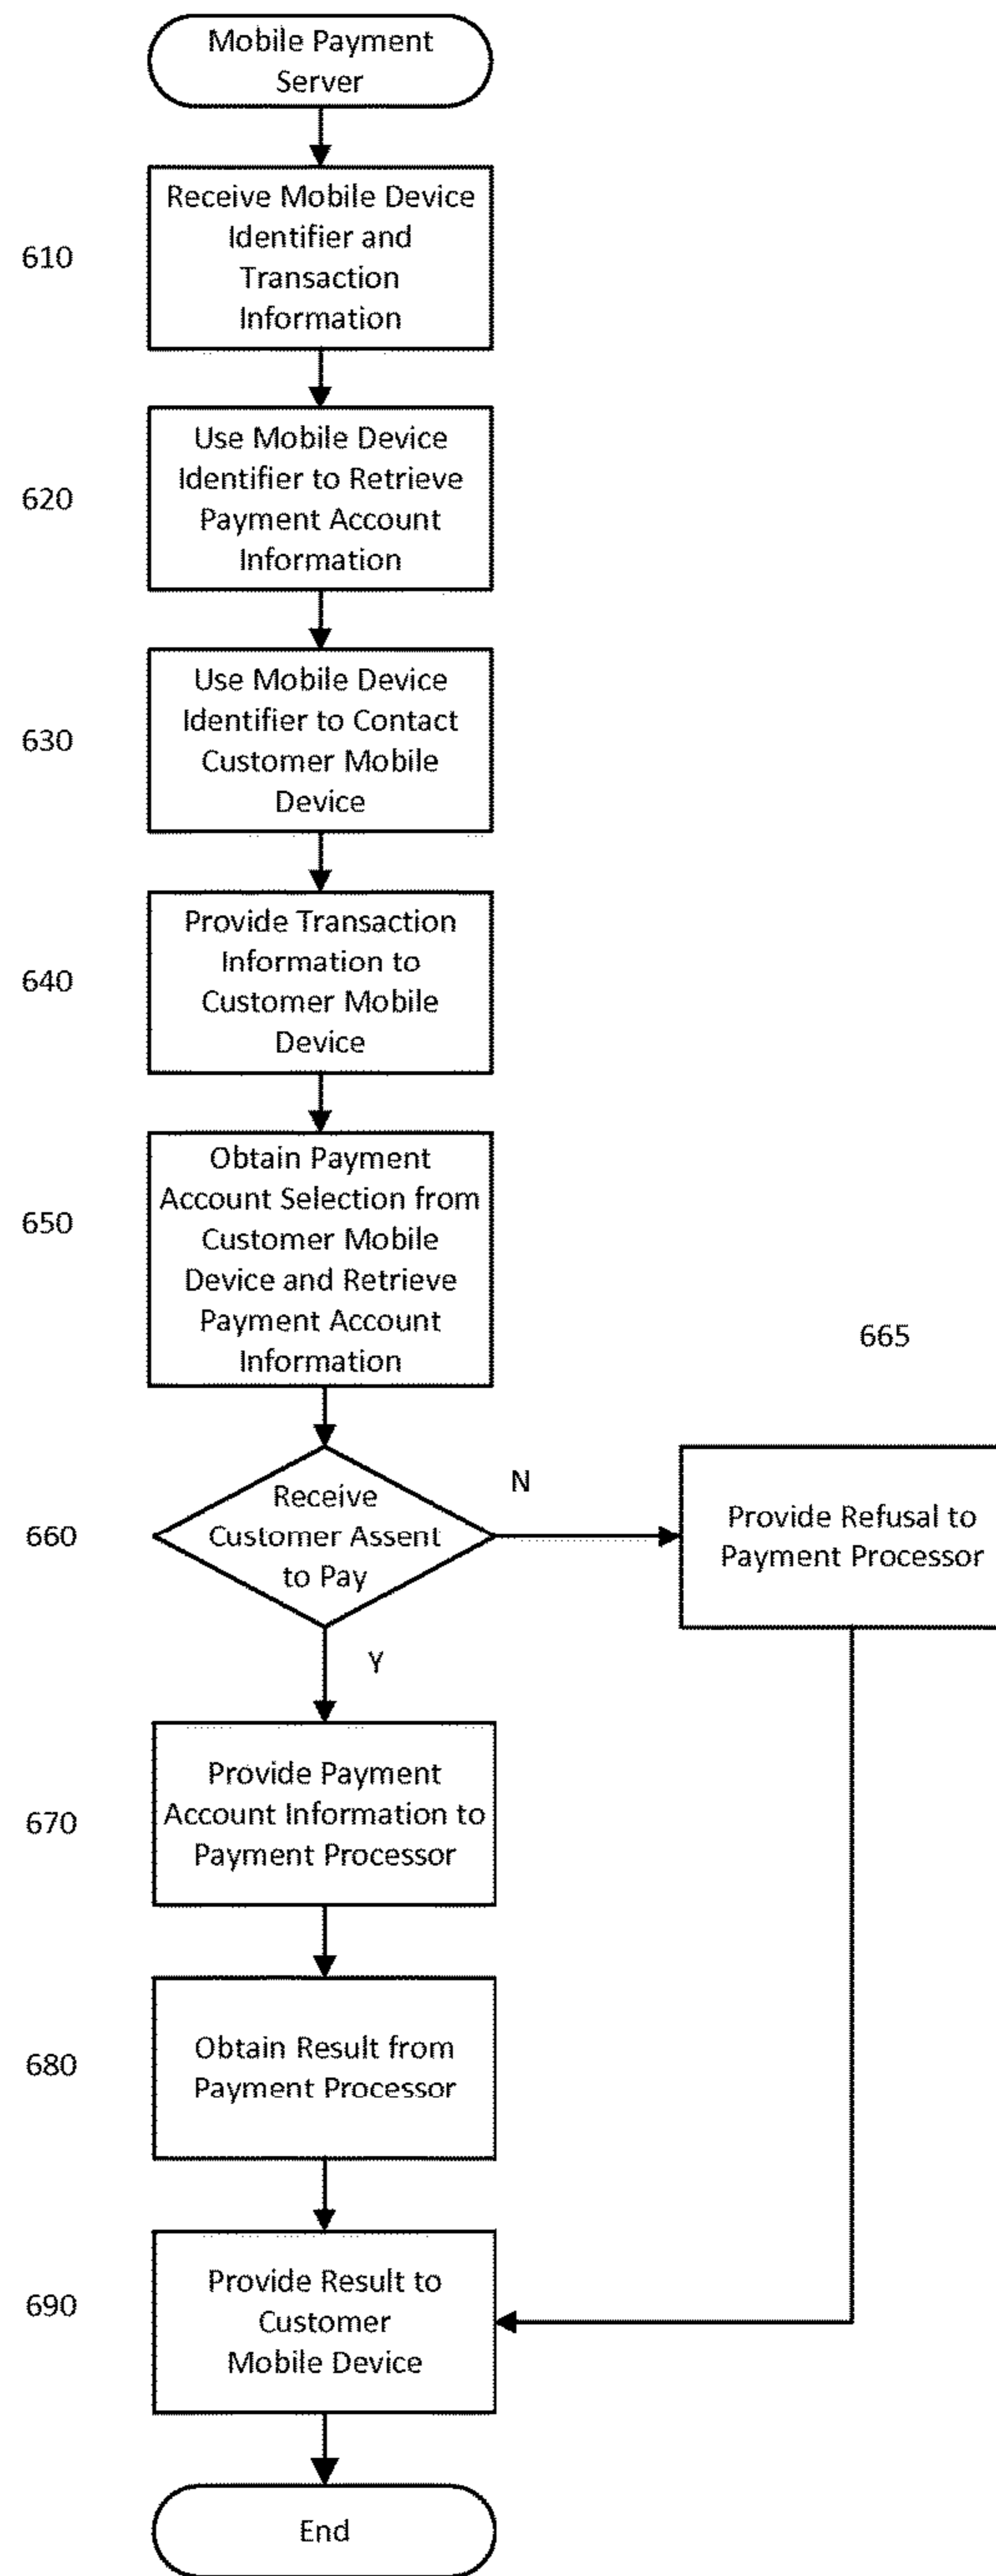 Mobile Payment
Server
610
Receive Mobile Device
Identifier and
Transaction
Information
620
Use Mobile Device
Identifier to Retrieve
Payment Account
Information
630
Use Mobile Device
Identifier to Contact
Customer Mobile
Device
640
Provide Transaction
Information to
Customer Mobile
Device
650
Obtain Payment
Account Selection from
Customer Mobile
Device and Retrieve
Payment Account
Information
660
Receive
Customer Assent
to Pay
N
665
Provide Refusal to
Payment Processor
Y
670
Provide Payment
Account Information to
Payment Processor
680
Obtain Result from
Payment Processor
690
Provide Result to
Customer
Mobile Device
End